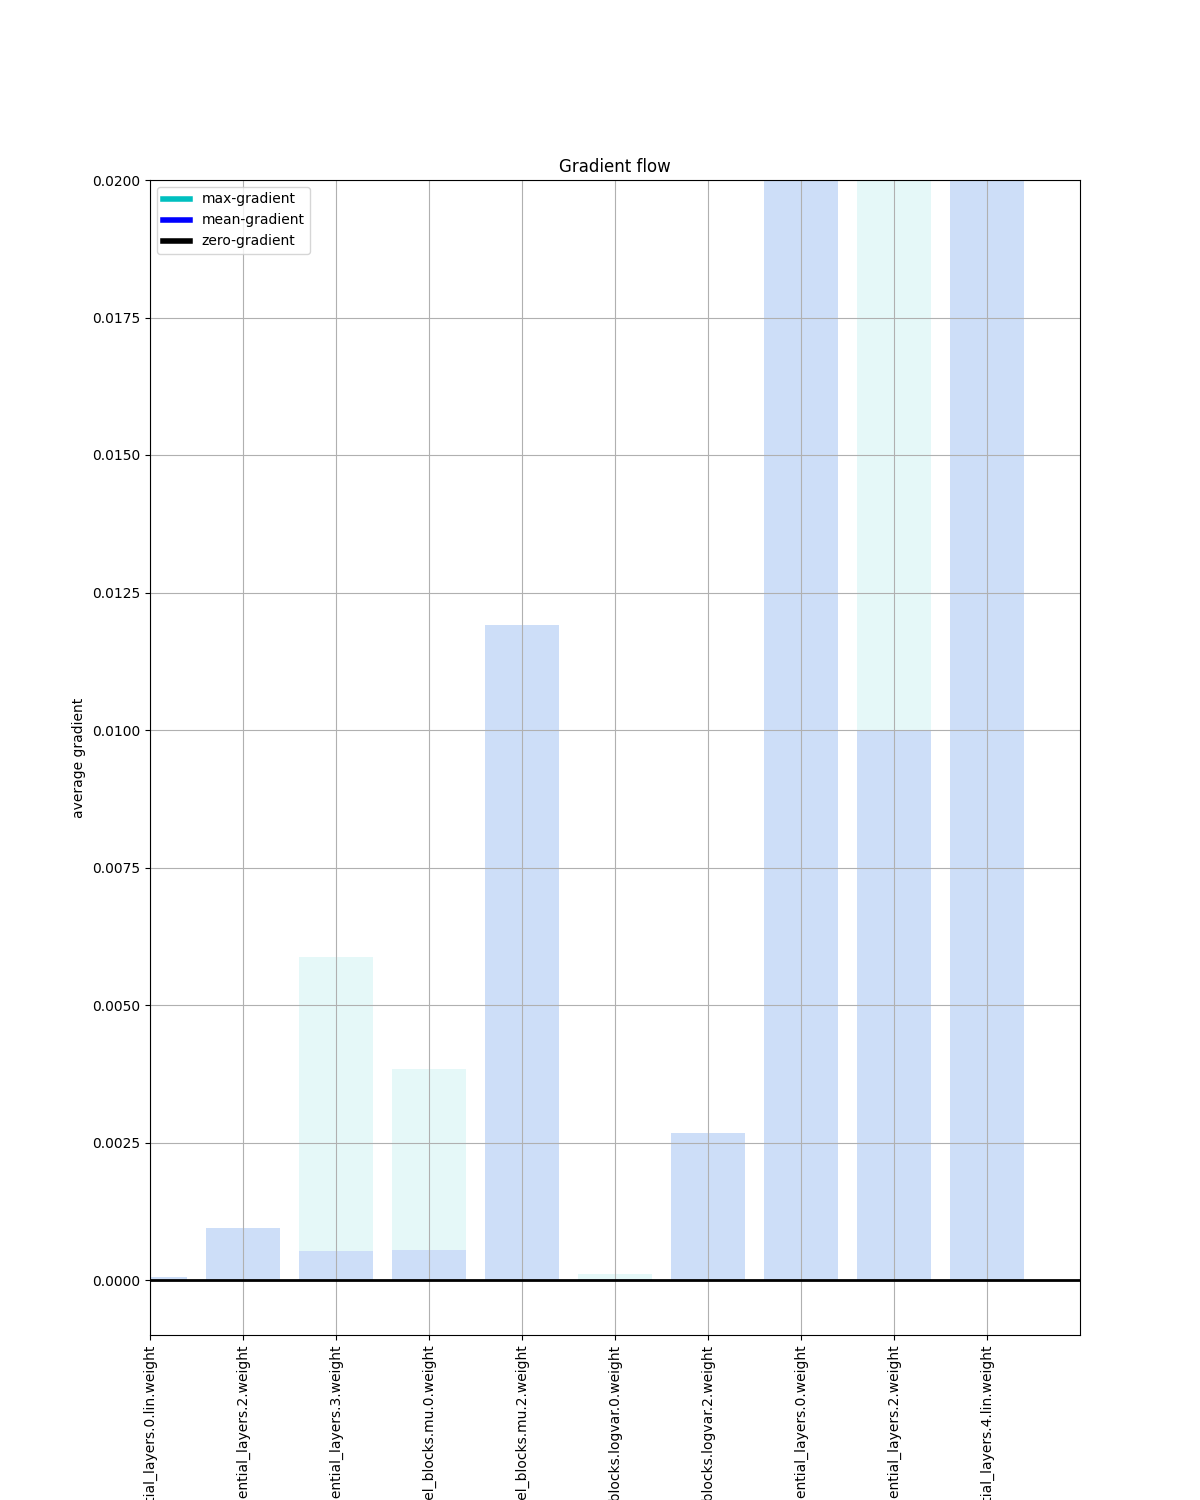 Gradient flow
max-gradient
mean-gradient
zero-gradient
0.0200
0.0175
0.0150
0.0125
0.0100
0.0075
0.0050
0.0025
0.0000
average gradient
tial_layers.0.lin.weight
ential_layers.2.weight
ential_layers.3.weight
el_blocks.mu.0.weight
el_blocks.mu.2.weight
blocks.logvar.0.weight
blocks.logvar.2.weight
ential_layers.0.weight
ential_layers.2.weight
tial_layers.4.lin.weight